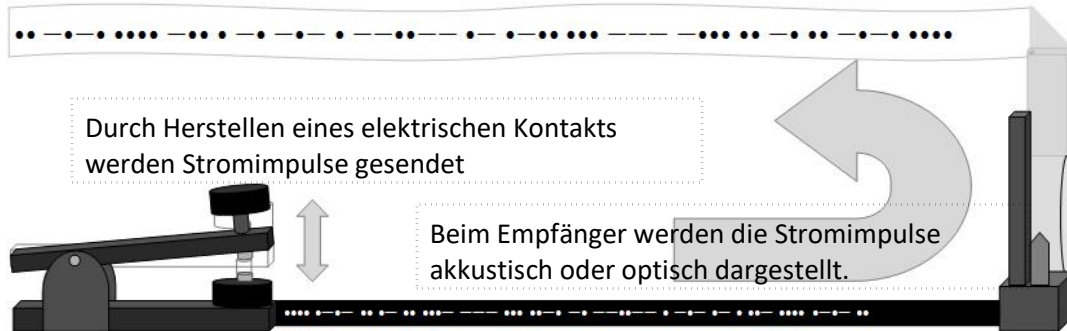 •• —•—• •••• —•• • —• —•— • ——••—— •— •—•• ••• ——— —••• •• —• •• —•—• ••••
Durch Herstellen eines elektrischen Kontakts
werden Stromimpulse gesendet
Beim Empfänger werden die Stromimpulse
akkustisch oder optisch dargestellt.